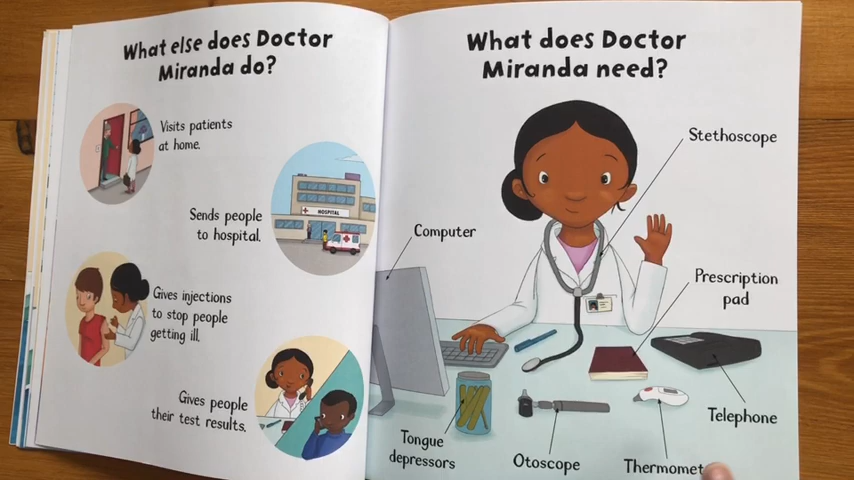 What else does Doctor
Miranda do?
Visits patients
at home.
Sends people
to hospital.
HOSPITAL
Gives injections
to stop people
getting ill.
Gives people
their test results.
What does Doctor
Miranda need?
Stethoscope
Computer
Prescription
pad
Telephone
Tongue
depressors
Otoscope
Thermomet